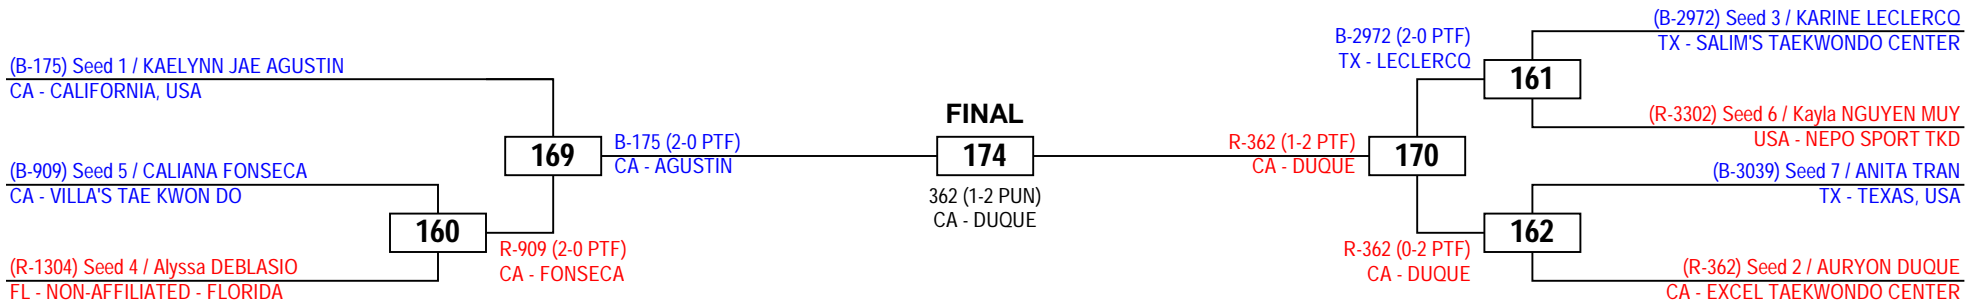 (B-175) Seed 1 / KAELYNN JAE AGUSTIN
CA - CALIFORNIA, USA
(B-909) Seed 5 / CALIANA FONSECA
CA - VILLA'S TAE KWON DO
(R-1304) Seed 4 / Alyssa DEBLASIO
FL - NON-AFFILIATED - FLORIDA
160
R-909 (2-0 PTF)
CA - FONSECA
169
B-175 (2-0 PTF)
CA - AGUSTIN
FINAL
174
362 (1-2 PUN)
CA - DUQUE
R-362 (1-2 PTF)
CA - DUQUE
170
B-2972 (2-0 PTF)
TX - LECLERCQ
161
R-362 (0-2 PTF)
CA - DUQUE
162
(B-2972) Seed 3 / KARINE LECLERCQ
TX - SALIM'S TAEKWONDO CENTER
(R-3302) Seed 6 / Kayla NGUYEN MUY
USA - NEPO SPORT TKD
(B-3039) Seed 7 / ANITA TRAN
TX - TEXAS, USA
(R-362) Seed 2 / AURYON DUQUE
CA - EXCEL TAEKWONDO CENTER